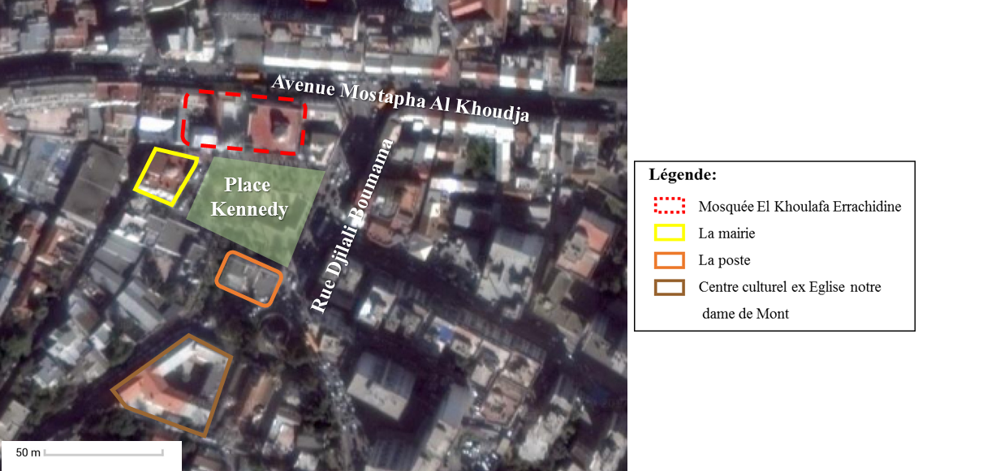 Avenue Mostapha Al Khoudja
Place
Kennedy
Rue Djilali Boumama
50 m
Légende:
Mosquée El Khoulafa Errachidine
La mairie
La poste
Centre culturel ex Eglise notre
dame de Mont